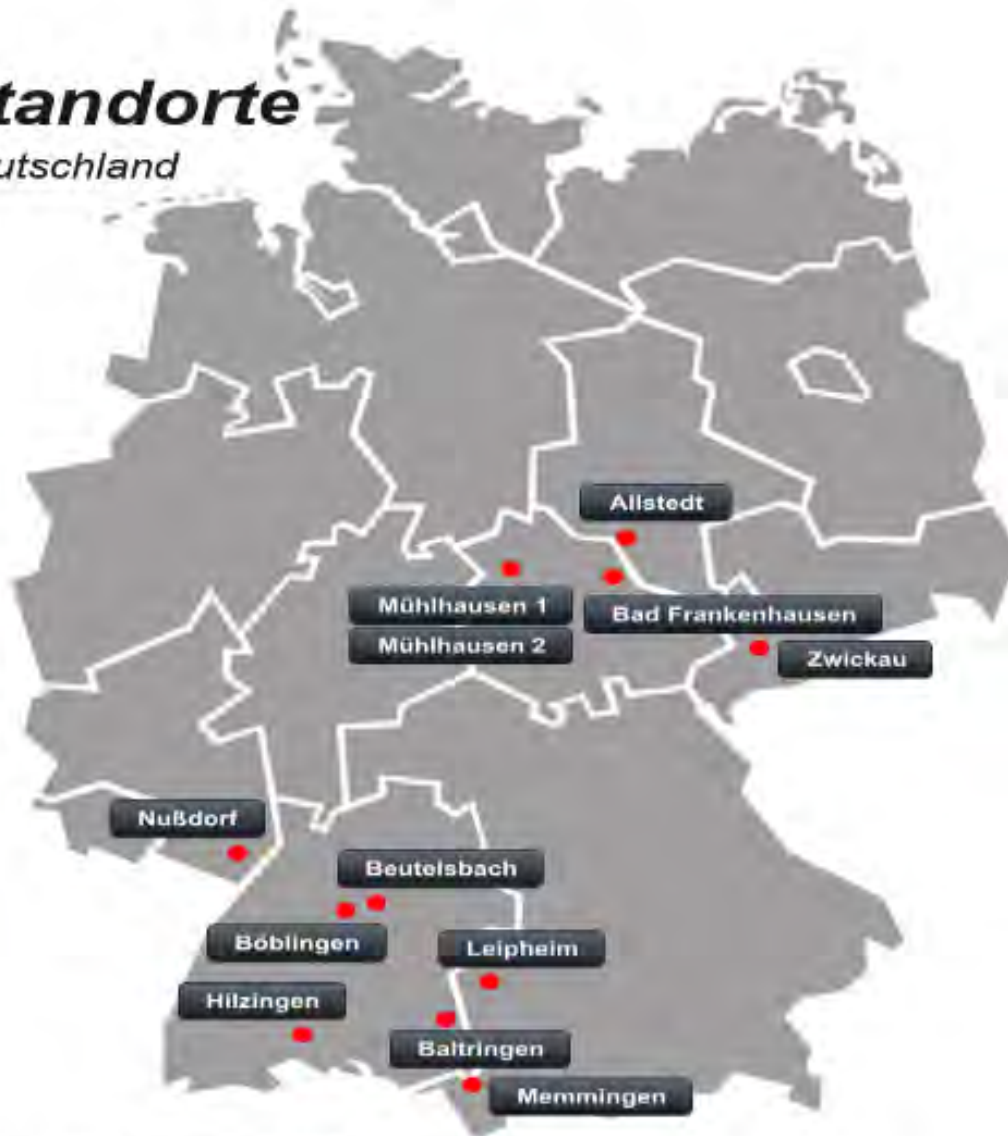 tandorte
utschland
Allstedt
Mühlhausen 1
Bad Frankenhausen
Mühlhausen 2
Zwickau
Nußdorf
Beutelsbach
Böblingen
Leipheim
Hilzingen
Baltringen
Memmingen